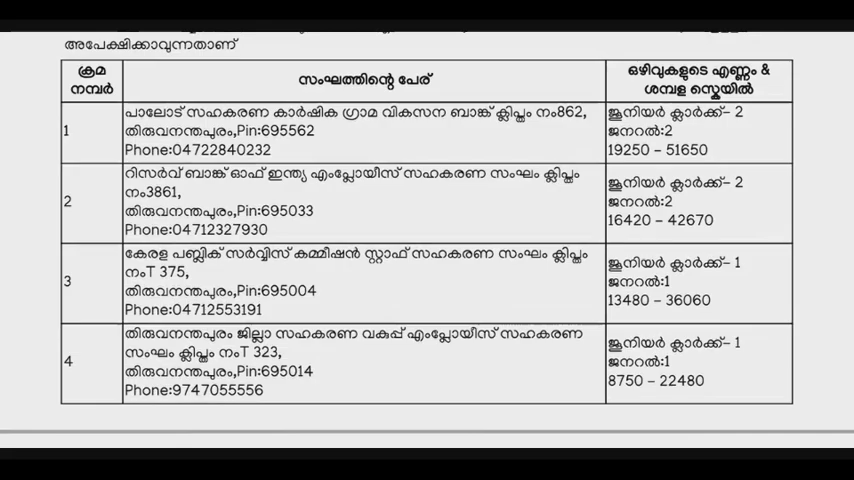 അപേക്ഷിക്കാവുന്നതാണ്
ക്രമ നമ്പർ
സംഘത്തിന്റെ പേര്
ഒഴിവുകളുടെ എണ്ണം &
ശമ്പള സ്കെയിൽ
1
പാലോട് സഹകരണ കാർഷിക ഗ്രാമ വികസന ബാങ്ക് ക്ലിപ്തം നം862,
തിരുവനന്തപുരം,Pin:695562
Phone:04722840232
ജൂനിയർ ക്ലാർക്ക്– 2
ജനറൽ:2
19250 – 51650
2
റിസർവ് ബാങ്ക് ഓഫ് ഇന്ത്യ എംപ്ലോയീസ് സഹകരണ സംഘം ക്ലിപ്തം
നം3861,
തിരുവനന്തപുരം,Pin:695033
Phone:04712327930
ജൂനിയർ ക്ലാർക്ക്– 2
ജനറൽ:2
16420 – 42670
3
കേരള പബ്ലിക് സർവ്വീസ് കമ്മീഷൻ സ്റ്റാഫ് സഹകരണ സംഘം ക്ലിപ്തം
നംT 375,
തിരുവനന്തപുരം,Pin:695004
Phone:04712553191
ജൂനിയർ ക്ലാർക്ക്– 1
ജനറൽ:1
13480 – 36060
4
തിരുവനന്തപുരം ജില്ലാ സഹകരണ വകുപ്പ് എംപ്ലോയീസ് സഹകരണ
സംഘം ക്ലിപ്തം നംT 323,
തിരുവനന്തപുരം,Pin:695014
Phone:9747055556
ജൂനിയർ ക്ലാർക്ക്– 1
ജനറൽ:1
8750 – 22480